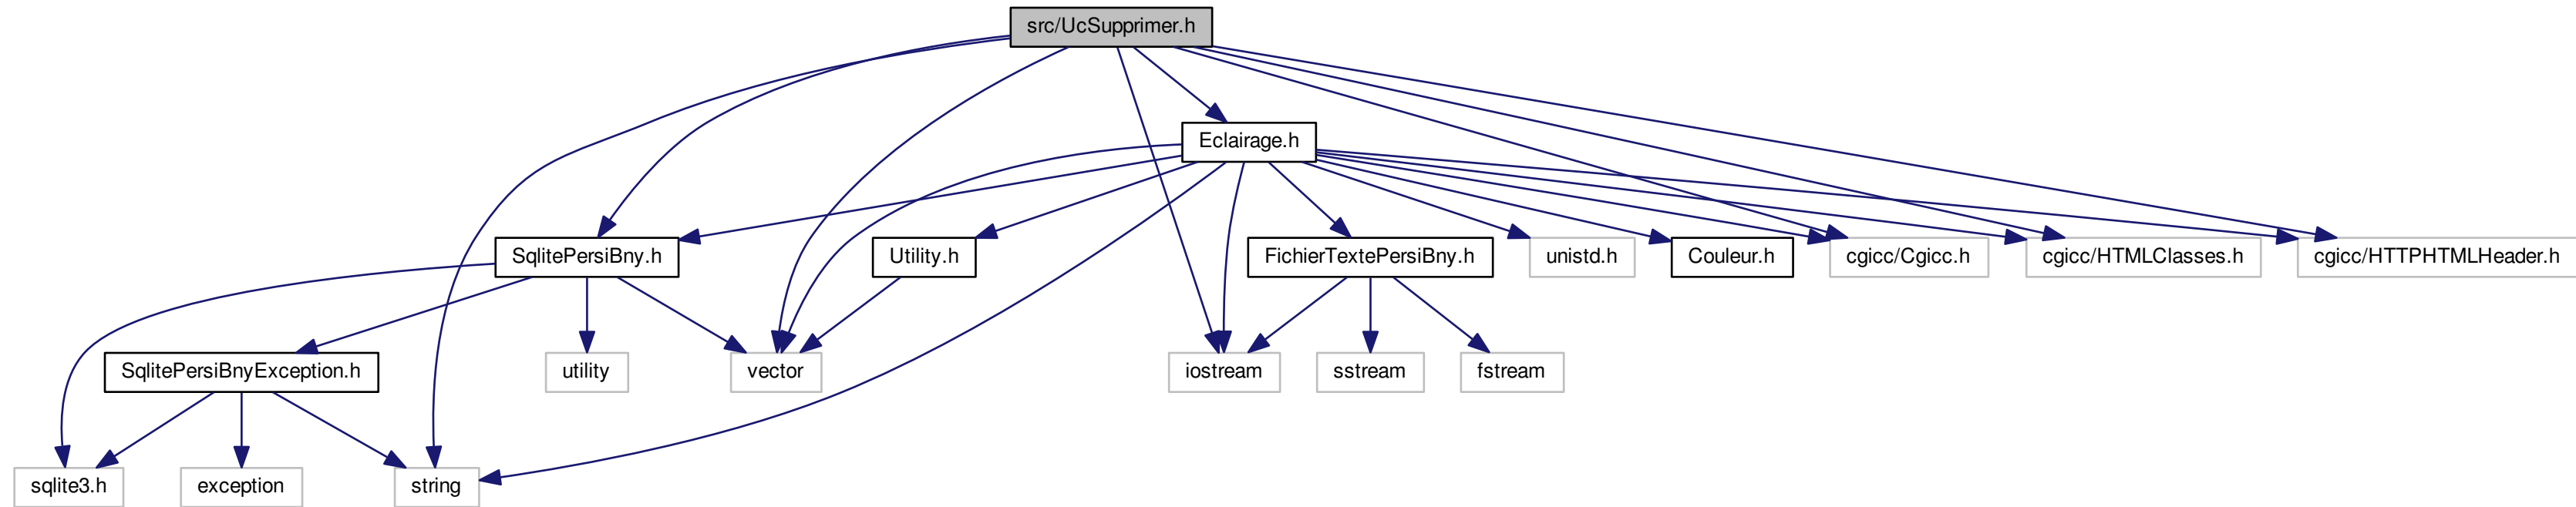 src/UcSupprimer.h
Eclairage.h
SqlitePersiBny.h
Utility.h
FichierTextePersiBny.h
unistd.h
Couleur.h
cgicc/Cgicc.h
cgicc/HTMLClasses.h
cgicc/HTTPHTMLHeader.h
SqlitePersiBnyException.h
utility
vector
iostream
sstream
fstream
sqlite3.h
exception
string